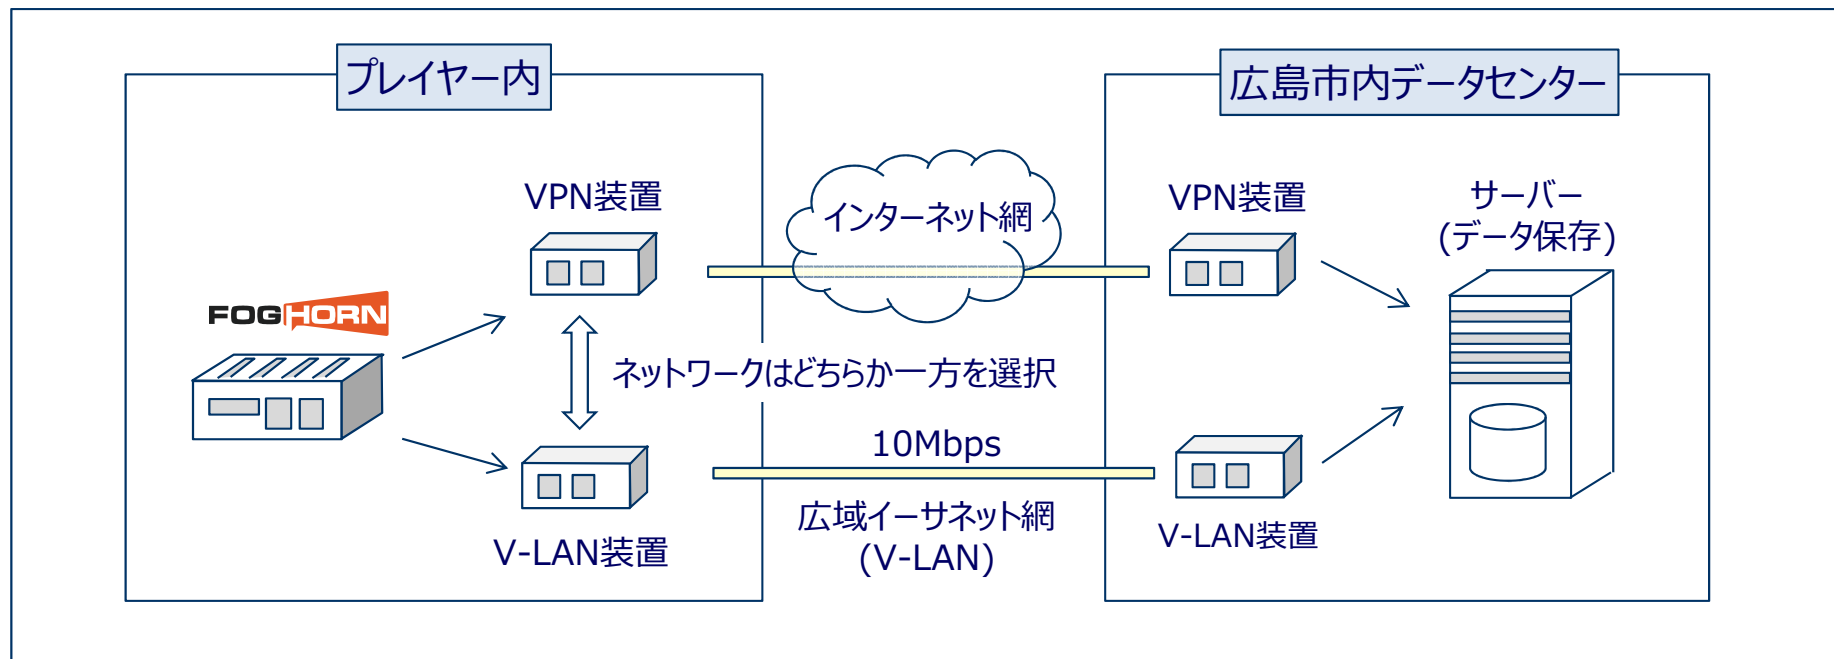 プレイヤー内
広島市内データセンター
VPN装置
インターネット網
VPN装置
サーバー
(データ保存)
FOGHORN
ネットワークはどちらか一方を選択
10Mbps
広域イーサネット網
(V-LAN)
V-LAN装置
V-LAN装置